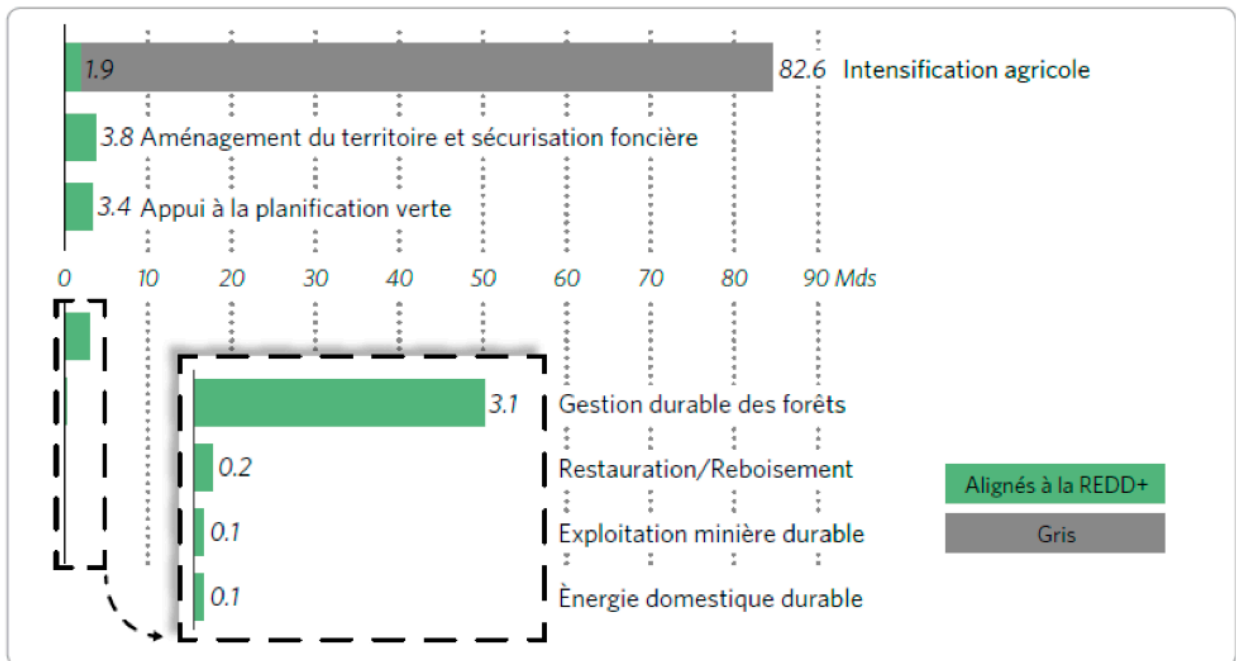 1.9 82.6 Intensification agricole
3.8 Aménagement du territoire et sécurisation foncière
3.4 Appui à la planification verte
0 10 20 30 40 50 60 70 80 90 Mds
3.1 Gestion durable des forêts
0.2 Restauration/Reboisement
0.1 Exploitation minière durable
0.1 Ènergie domestique durable
Alignés à la REDD+
Gris